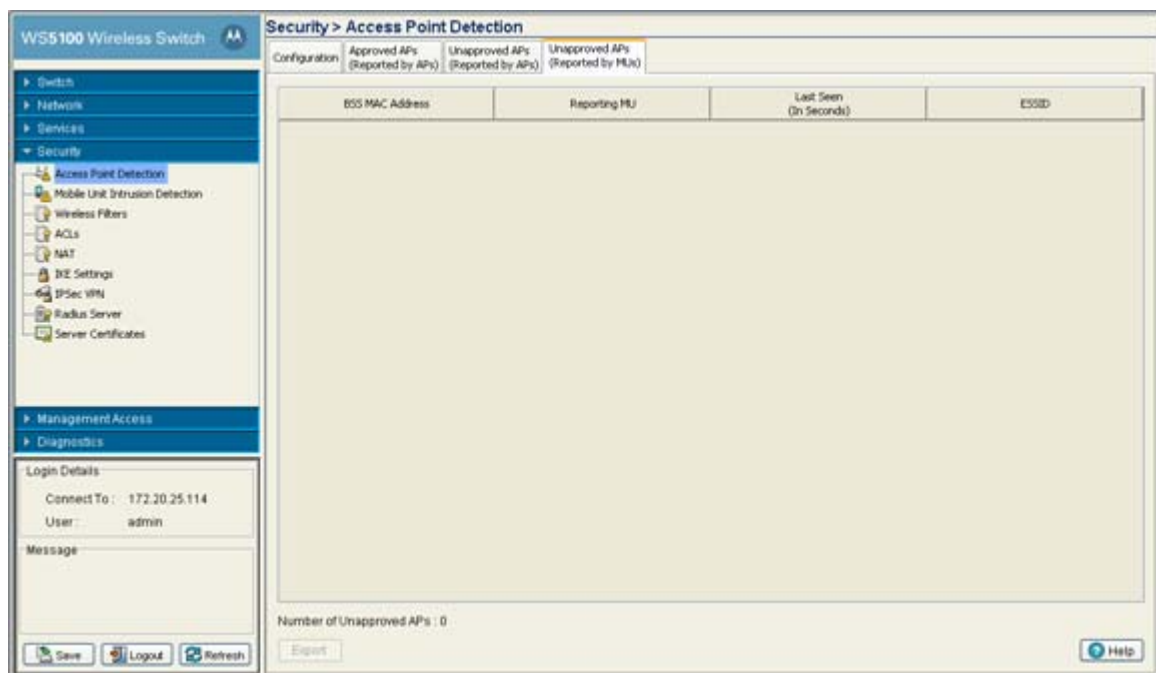 WS5100 Wireless Switch
Switch
Network
Services
Security
Access Point Detection
Mobile Unit Intrusion Detection
Wireless Filters
ACLs
NAT
IKE Settings
IPSec VPN
Radius Server
Server Certificates
Management Access
Diagnostics
Login Details
Connect To : 172.20.25.114
User : admin
Message
Save Logout Refresh
Security > Access Point Detection
Configuration
Approved APs
(Reported by APs)
Unapproved APs
(Reported by APs)
Unapproved APs
(Reported by MUs)
BSS MAC Address
Reporting MU
Last Seen
(In Seconds)
ESSID
Number of Unapproved APs : 0
Export
Help